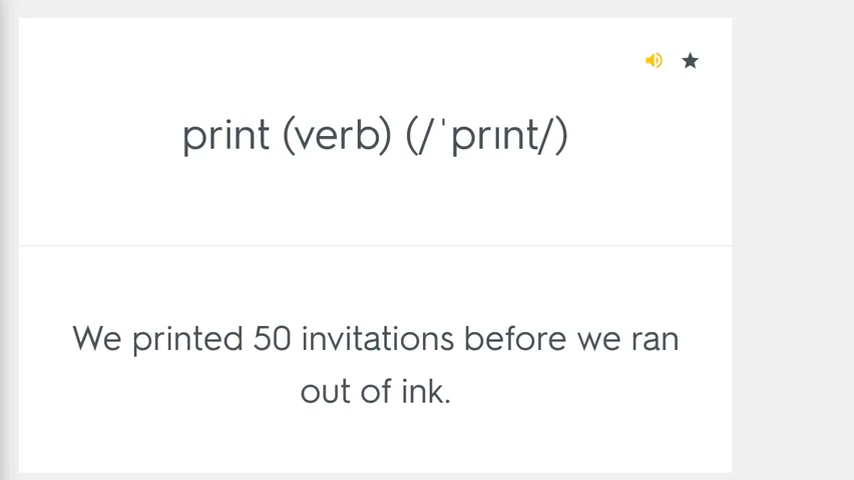 print (verb) (/ˈprɪnt/)
We printed 50 invitations before we ran
out of ink.